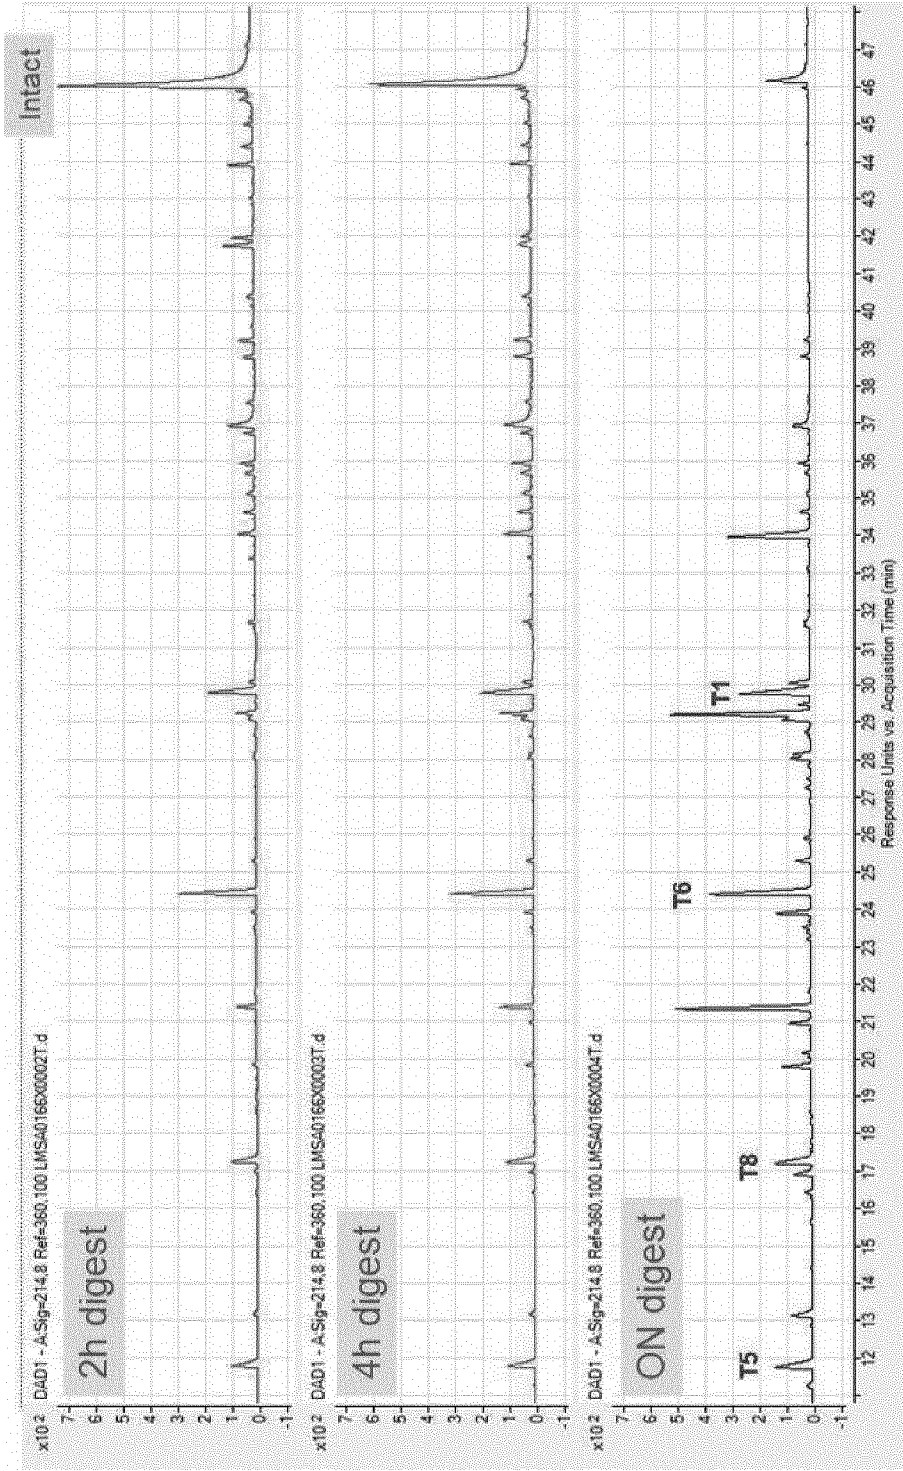 Intact
x10 2 DAD1 - A:Sig=214,8 Ref=360,100 LMSA0166X0002T.d
2h digest
7
6
5
4
3
2
1
0
-1
x10 2 DAD1 - A:Sig=214,8 Ref=360,100 LMSA0166X0003T.d
4h digest
7
6
5
4
3
2
1
0
-1
x10 2 DAD1 - A:Sig=214,8 Ref=360,100 LMSA0166X0004T.d
ON digest
7
6
5
4
3
2
1
0
-1
T5 T8 T6 T1
12 13 14 15 16 17 18 19 20 21 22 23 24 25 26 27 28 29 30 31 32 33 34 35 36 37 38 39 40 41 42 43 44 45 46 47
Response Units vs. Acquisition Time (min)